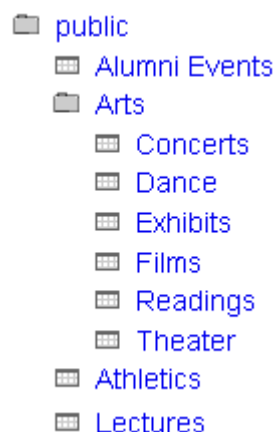 public
Alumni Events
Arts
Concerts
Dance
Exhibits
Films
Readings
Theater
Athletics
Lectures